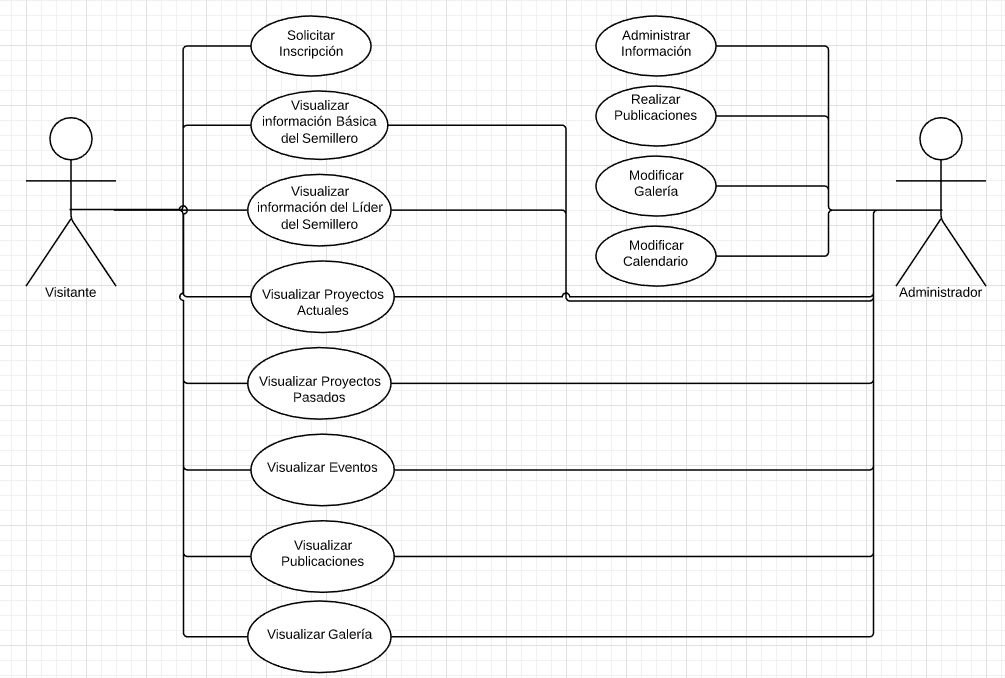 Solicitar
Inscripción
Administrar
Información
Visualizar
información Básica
del Semillero
Realizar
Publicaciones
Visualizar
información del Líder
del Semillero
Modificar
Galería
Modificar
Calendario
Visitante
Administrador
Visualizar Proyectos
Actuales
Visualizar Proyectos
Pasados
Visualizar Eventos
Visualizar
Publicaciones
Visualizar Galería